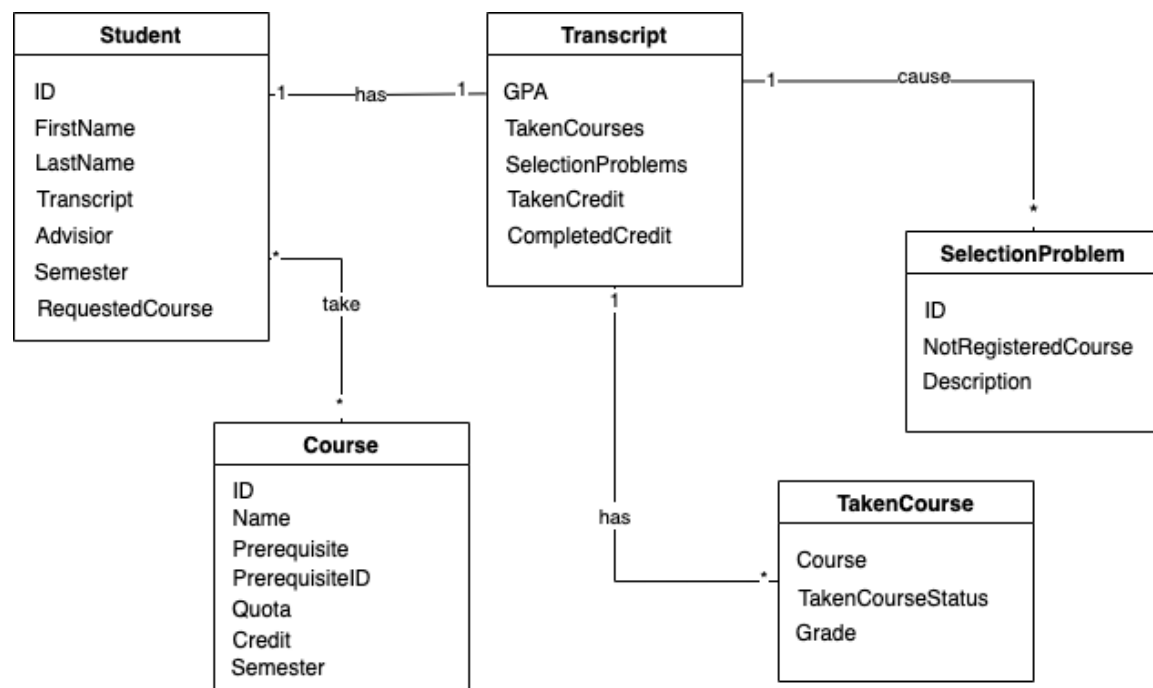 Student
ID
FirstName
LastName
Transcript
Advisior
Semester
RequestedCourse
1
has
1
Transcript
GPA
TakenCourses
SelectionProblems
TakenCredit
CompletedCredit
1
cause
*
SelectionProblem
ID
NotRegisteredCourse
Description
*
take
*
Course
ID
Name
Prerequisite
PrerequisiteID
Quota
Credit
Semester
1
has
*
TakenCourse
Course
TakenCourseStatus
Grade